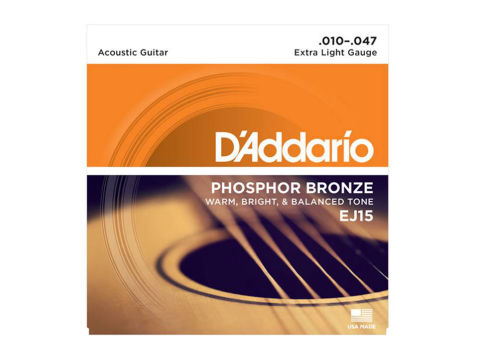 .010–.047
Acoustic Guitar Extra Light Gauge
D'Addario
PHOSPHOR BRONZE
WARM, BRIGHT, & BALANCED TONE
EJ15
USA MADE